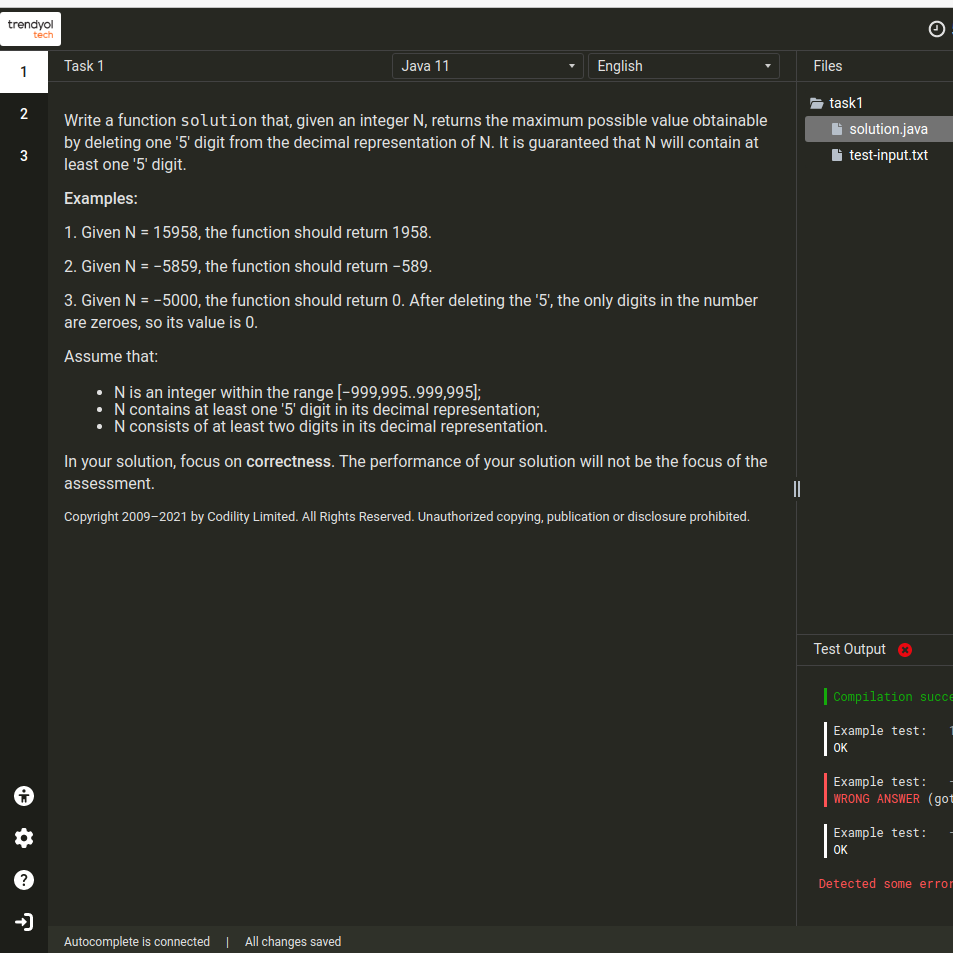 trendyol
tech
1
2
3
Task 1
Java 11
English
Write a function solution that, given an integer N, returns the maximum possible value obtainable
by deleting one '5' digit from the decimal representation of N. It is guaranteed that N will contain at
least one '5' digit.
Examples:
1. Given N = 15958, the function should return 1958.
2. Given N = −5859, the function should return −589.
3. Given N = −5000, the function should return 0. After deleting the '5', the only digits in the number
are zeroes, so its value is 0.
Assume that:
• N is an integer within the range [−999,995..999,995];
• N contains at least one '5' digit in its decimal representation;
• N consists of at least two digits in its decimal representation.
In your solution, focus on correctness. The performance of your solution will not be the focus of the
assessment.
Copyright 2009–2021 by Codility Limited. All Rights Reserved. Unauthorized copying, publication or disclosure prohibited.
Files
task1
solution.java
test-input.txt
Test Output
Compilation succe
Example test:
OK
Example test: -
WRONG ANSWER (got
Example test: -
OK
Detected some error
Autocomplete is connected | All changes saved